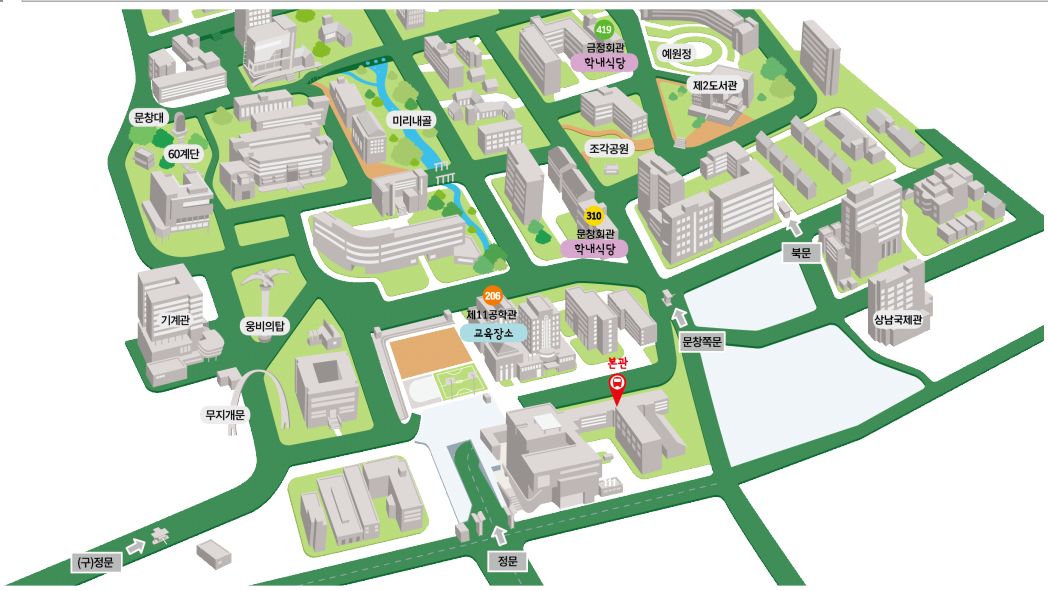 419
금정회관
학내식당
예원정
제2도서관
문창대
미리내골
60계단
조각공원
310
문창회관
학내식당
북문
206
제11공학관
교육장소
기계관
웅비의탑
상남국제관
문창쪽문
본관
무지개문
(구)정문
정문